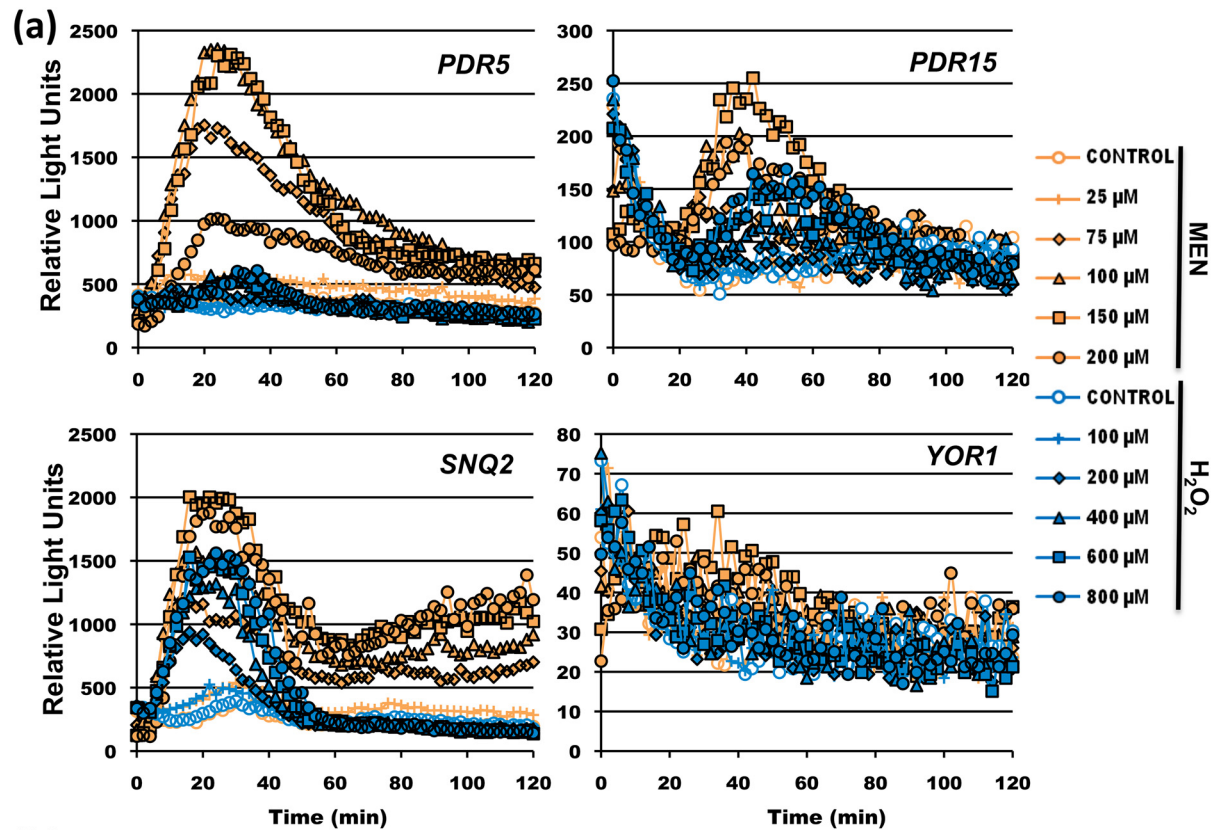 (a)
Relative Light Units
2500
2000
1500
1000
500
0
PDR5
0 20 40 60 80 100 120
300
250
200
150
100
50
0
PDR15
0 20 40 60 80 100 120
Relative Light Units
2500
2000
1500
1000
500
0
SNQ2
0 20 40 60 80 100 120
Time (min)
80
70
60
50
40
30
20
10
0
YOR1
0 20 40 60 80 100 120
Time (min)
CONTROL
25 µM
75 µM
100 µM
150 µM
200 µM
MEN
CONTROL
100 µM
200 µM
400 µM
600 µM
800 µM
H₂O₂